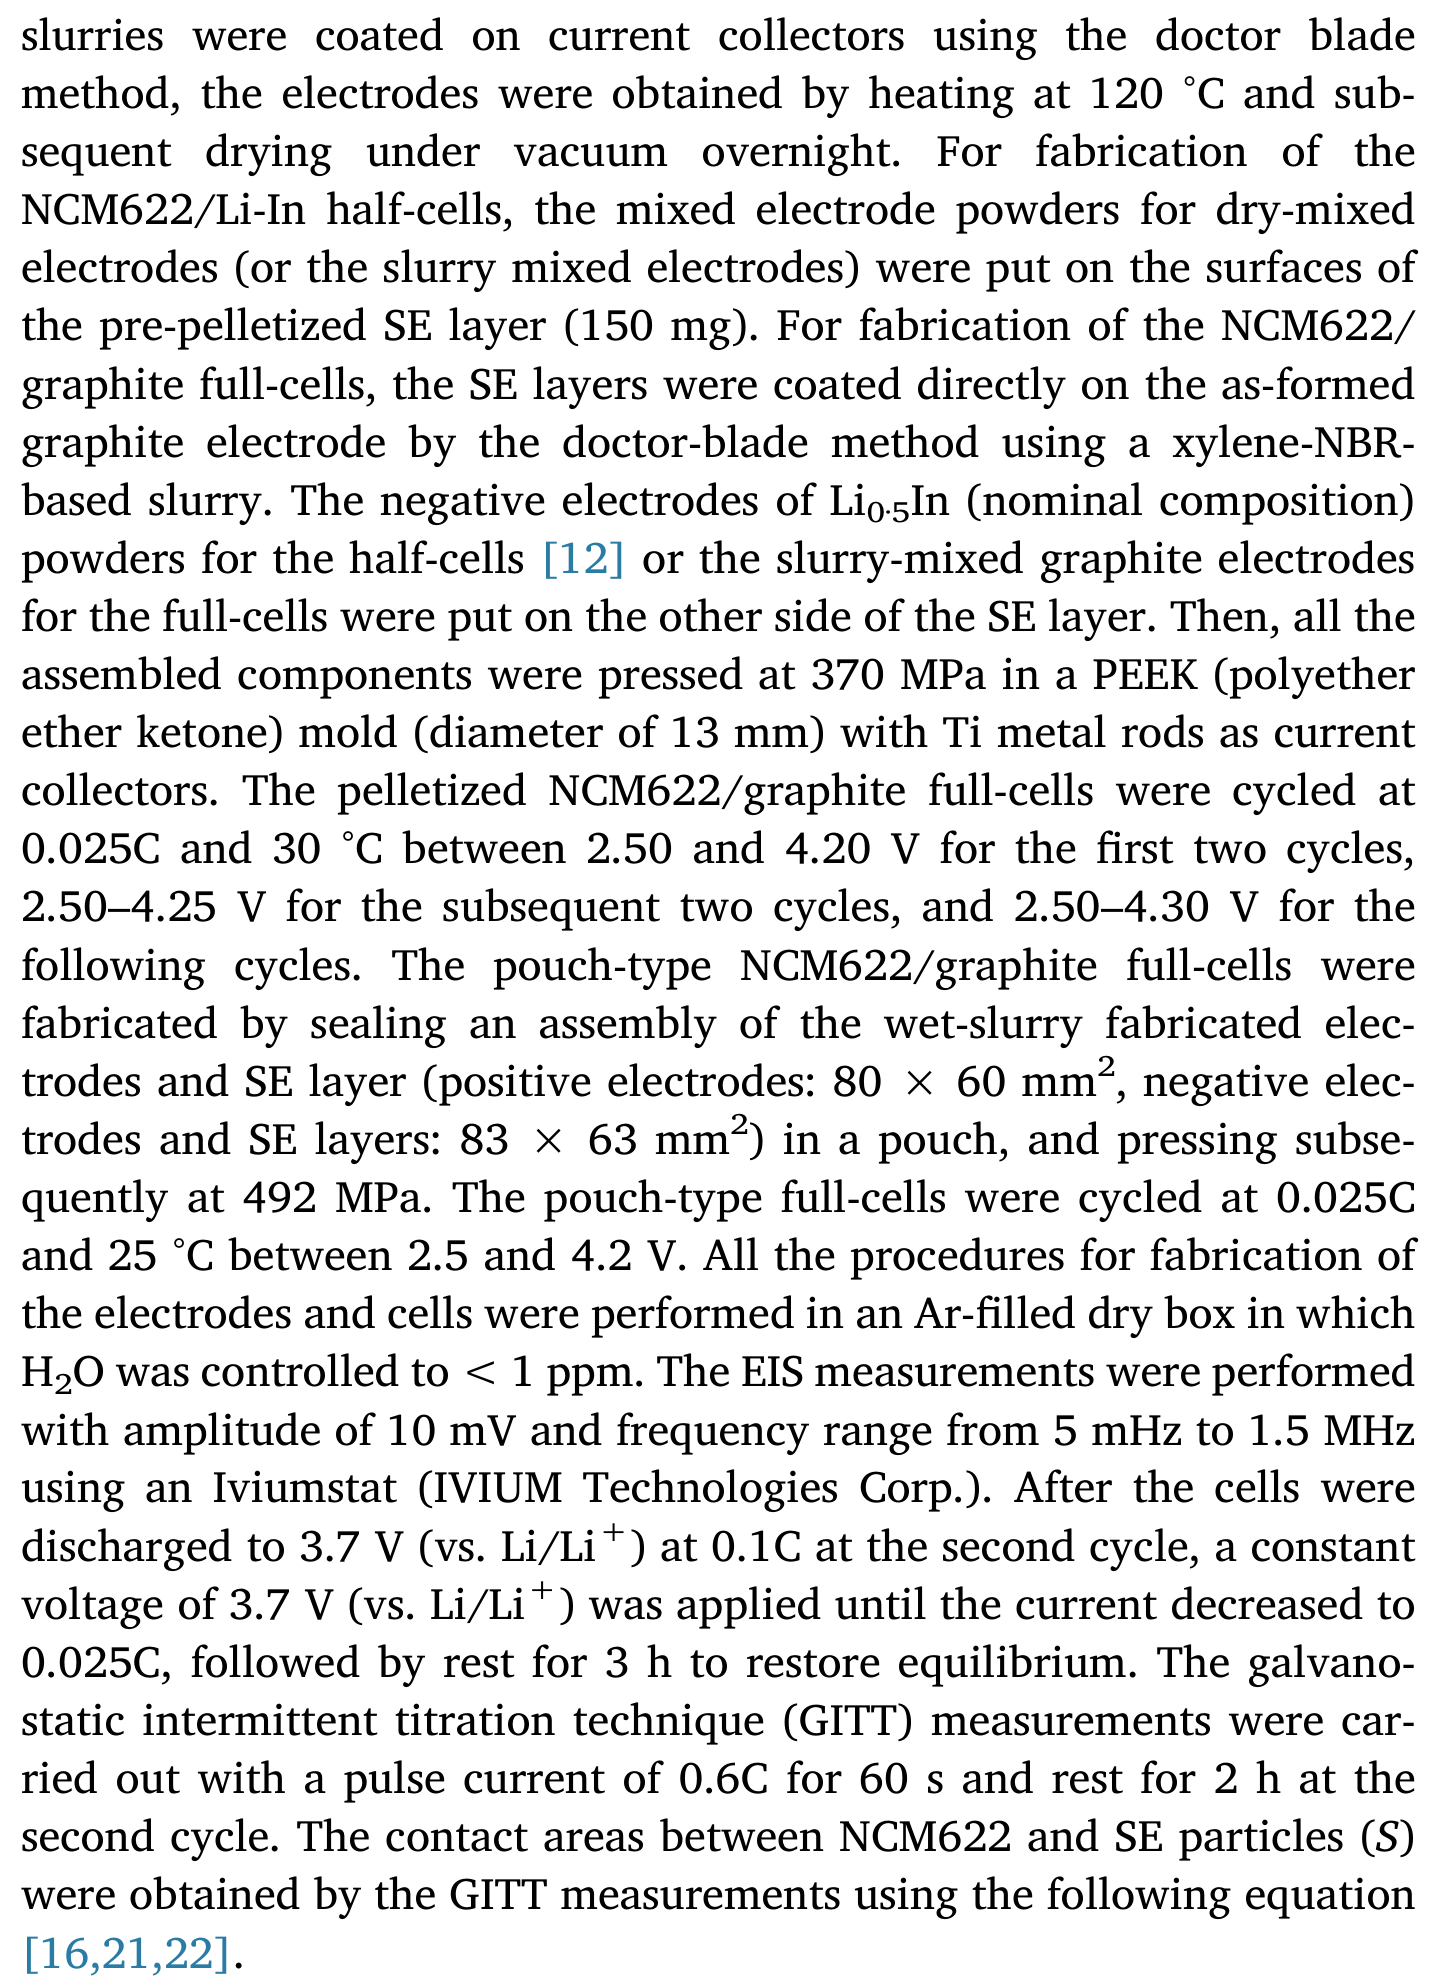 slurries were coated on current collectors using the doctor blade
method, the electrodes were obtained by heating at 120 °C and sub-
sequent drying under vacuum overnight. For fabrication of the
NCM622/Li-In half-cells, the mixed electrode powders for dry-mixed
electrodes (or the slurry mixed electrodes) were put on the surfaces of
the pre-pelletized SE layer (150 mg). For fabrication of the NCM622/
graphite full-cells, the SE layers were coated directly on the as-formed
graphite electrode by the doctor-blade method using a xylene-NBR-
based slurry. The negative electrodes of Li₀.₅In (nominal composition)
powders for the half-cells [12] or the slurry-mixed graphite electrodes
for the full-cells were put on the other side of the SE layer. Then, all the
assembled components were pressed at 370 MPa in a PEEK (polyether
ether ketone) mold (diameter of 13 mm) with Ti metal rods as current
collectors. The pelletized NCM622/graphite full-cells were cycled at
0.025C and 30 °C between 2.50 and 4.20 V for the first two cycles,
2.50–4.25 V for the subsequent two cycles, and 2.50–4.30 V for the
following cycles. The pouch-type NCM622/graphite full-cells were
fabricated by sealing an assembly of the wet-slurry fabricated elec-
trodes and SE layer (positive electrodes: 80 × 60 mm², negative elec-
trodes and SE layers: 83 × 63 mm²) in a pouch, and pressing subse-
quently at 492 MPa. The pouch-type full-cells were cycled at 0.025C
and 25 °C between 2.5 and 4.2 V. All the procedures for fabrication of
the electrodes and cells were performed in an Ar-filled dry box in which
H₂O was controlled to < 1 ppm. The EIS measurements were performed
with amplitude of 10 mV and frequency range from 5 mHz to 1.5 MHz
using an Iviumstat (IVIUM Technologies Corp.). After the cells were
discharged to 3.7 V (vs. Li/Li⁺) at 0.1C at the second cycle, a constant
voltage of 3.7 V (vs. Li/Li⁺) was applied until the current decreased to
0.025C, followed by rest for 3 h to restore equilibrium. The galvano-
static intermittent titration technique (GITT) measurements were car-
ried out with a pulse current of 0.6C for 60 s and rest for 2 h at the
second cycle. The contact areas between NCM622 and SE particles (S)
were obtained by the GITT measurements using the following equation
[16,21,22].